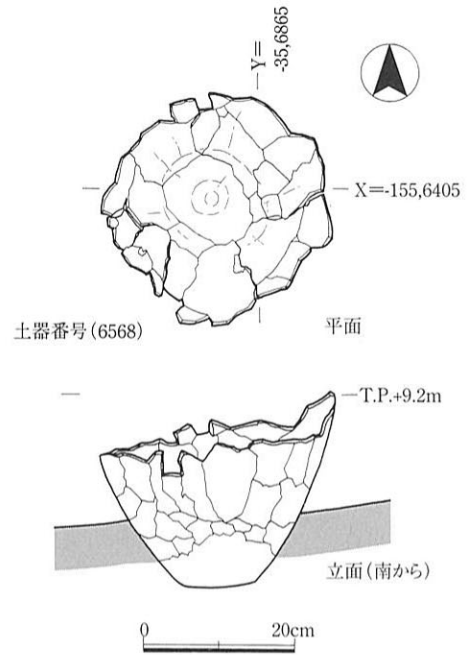 Y=
-35,6865
X=-155,6405
土器番号(6568)
平面
T.P.+9.2m
立面(南から)
0
20cm